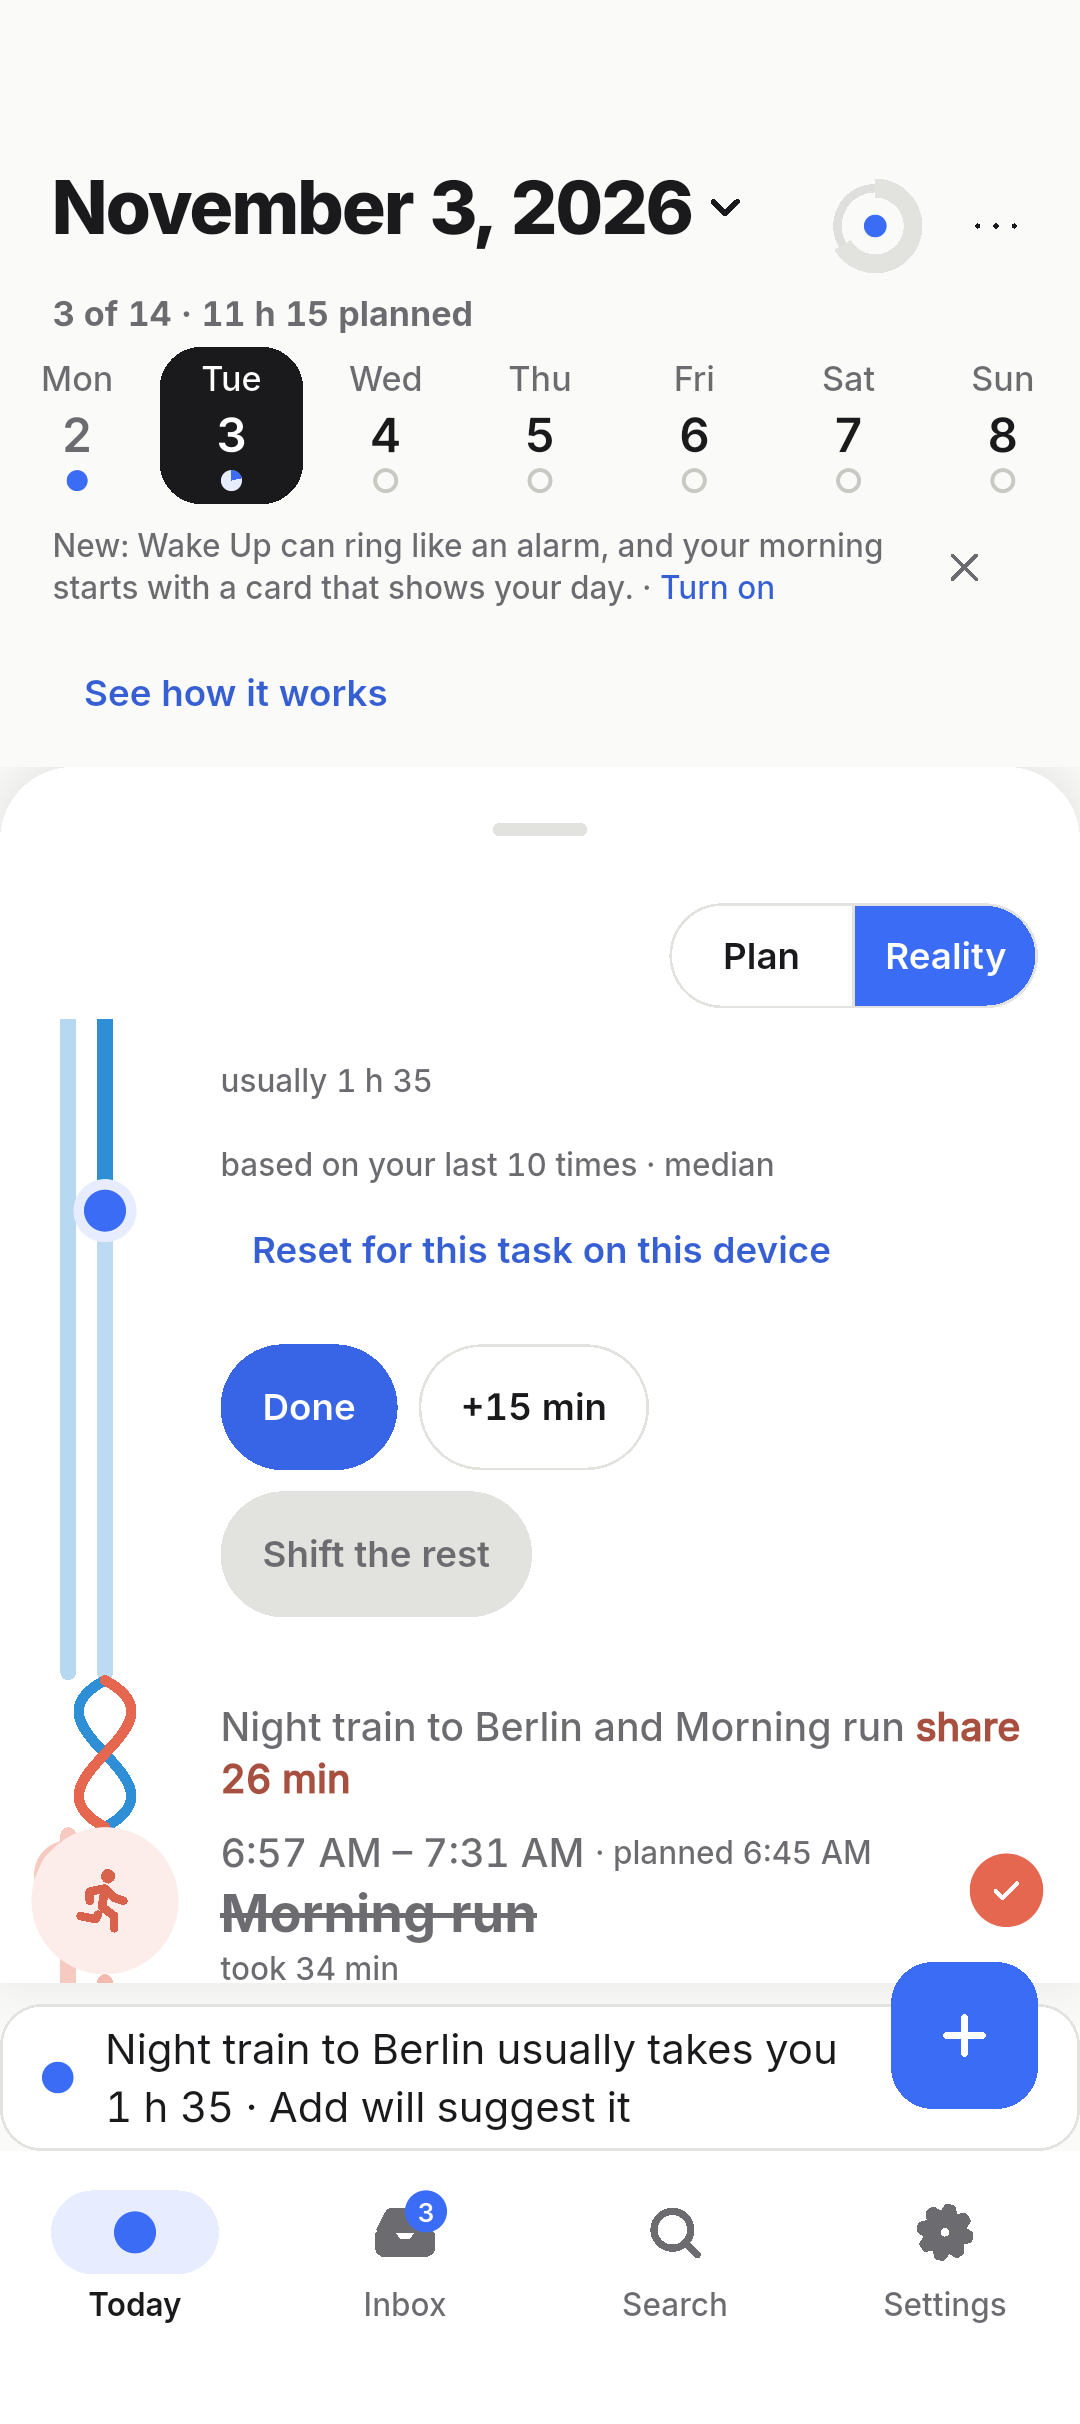 November 3, 2026
3 of 14 · 11 h 15 planned
Mon Tue Wed Thu Fri Sat Sun
2 3 4 5 6 7 8
New: Wake Up can ring like an alarm, and your morning
starts with a card that shows your day. · Turn on
See how it works
Plan Reality
usually 1 h 35
based on your last 10 times · median
Reset for this task on this device
Done +15 min
Shift the rest
Night train to Berlin and Morning run share
26 min
6:57 AM – 7:31 AM · planned 6:45 AM
Morning run
took 34 min
Night train to Berlin usually takes you
1 h 35 · Add will suggest it
3
Today Inbox Search Settings